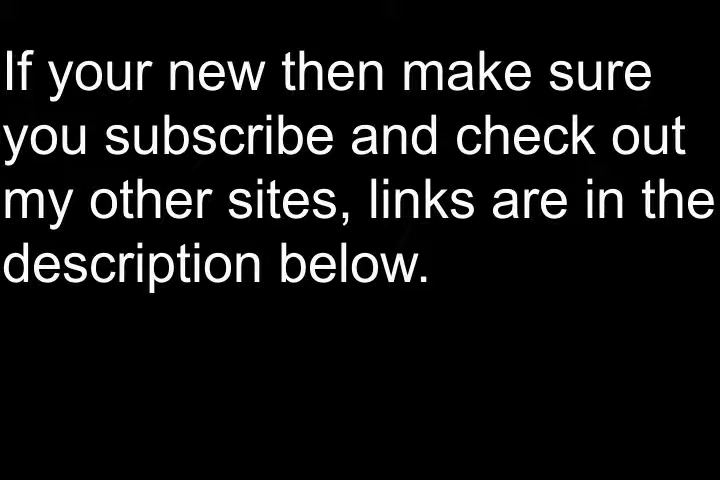 If your new then make sure
you subscribe and check out
my other sites, links are in the
description below.